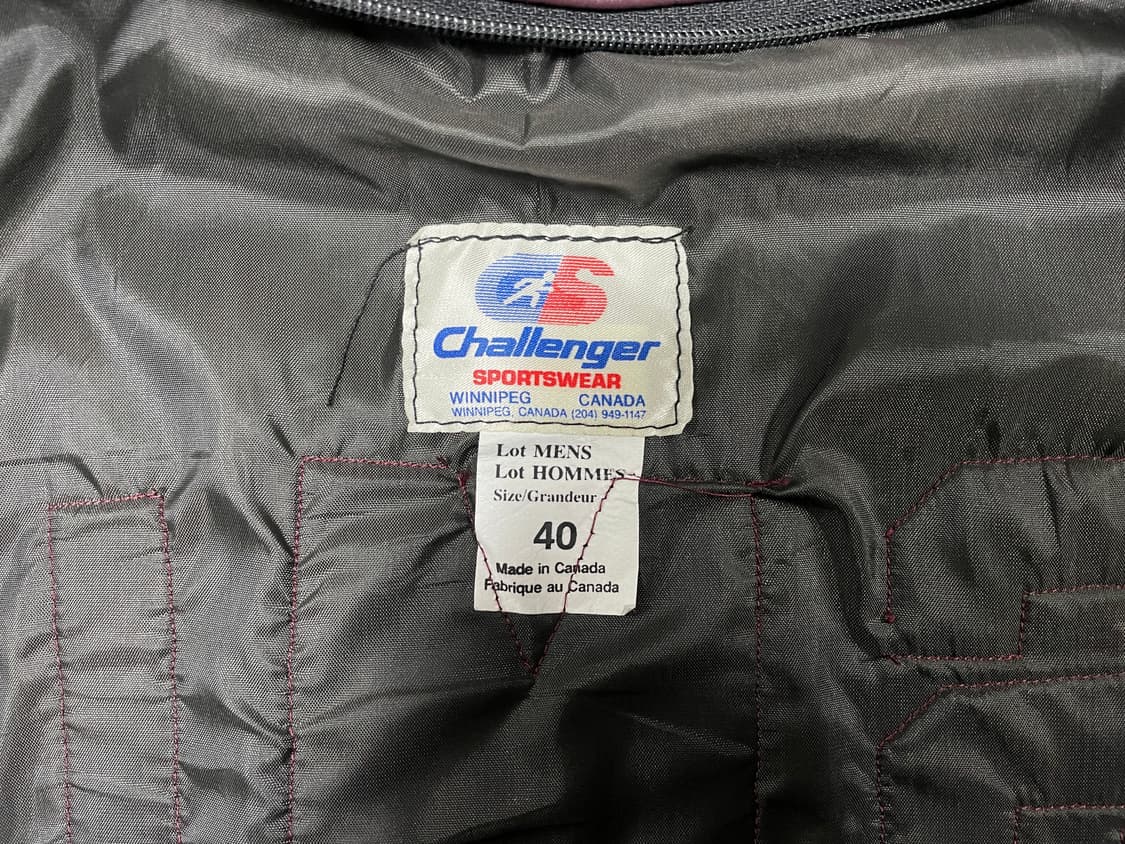 CS
Challenger
SPORTSWEAR
WINNIPEG CANADA
WINNIPEG, CANADA (204) 949-1147
Lot MENS
Lot HOMMES
Size/Grandeur
40
Made in Canada
Fabrique au Canada